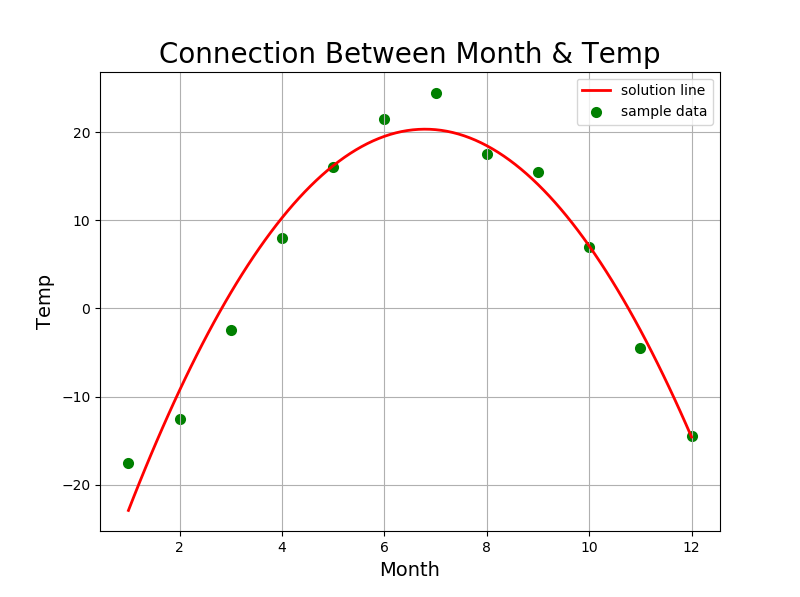 Connection Between Month & Temp
solution line
sample data
Temp
20
10
0
−10
−20
2 4 6 8 10 12
Month